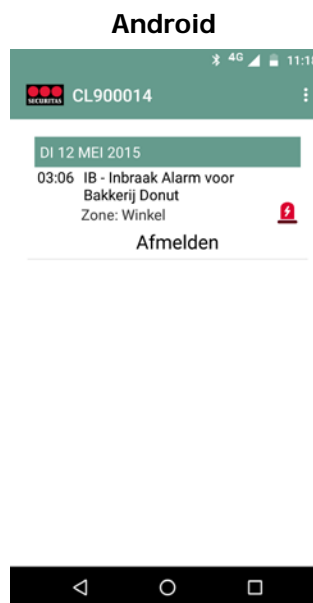 Android
4G 11:18
SECURITAS CL900014
DI 12 MEI 2015
03:06 IB - Inbraak Alarm voor
Bakkerij Donut
Zone: Winkel
Afmelden